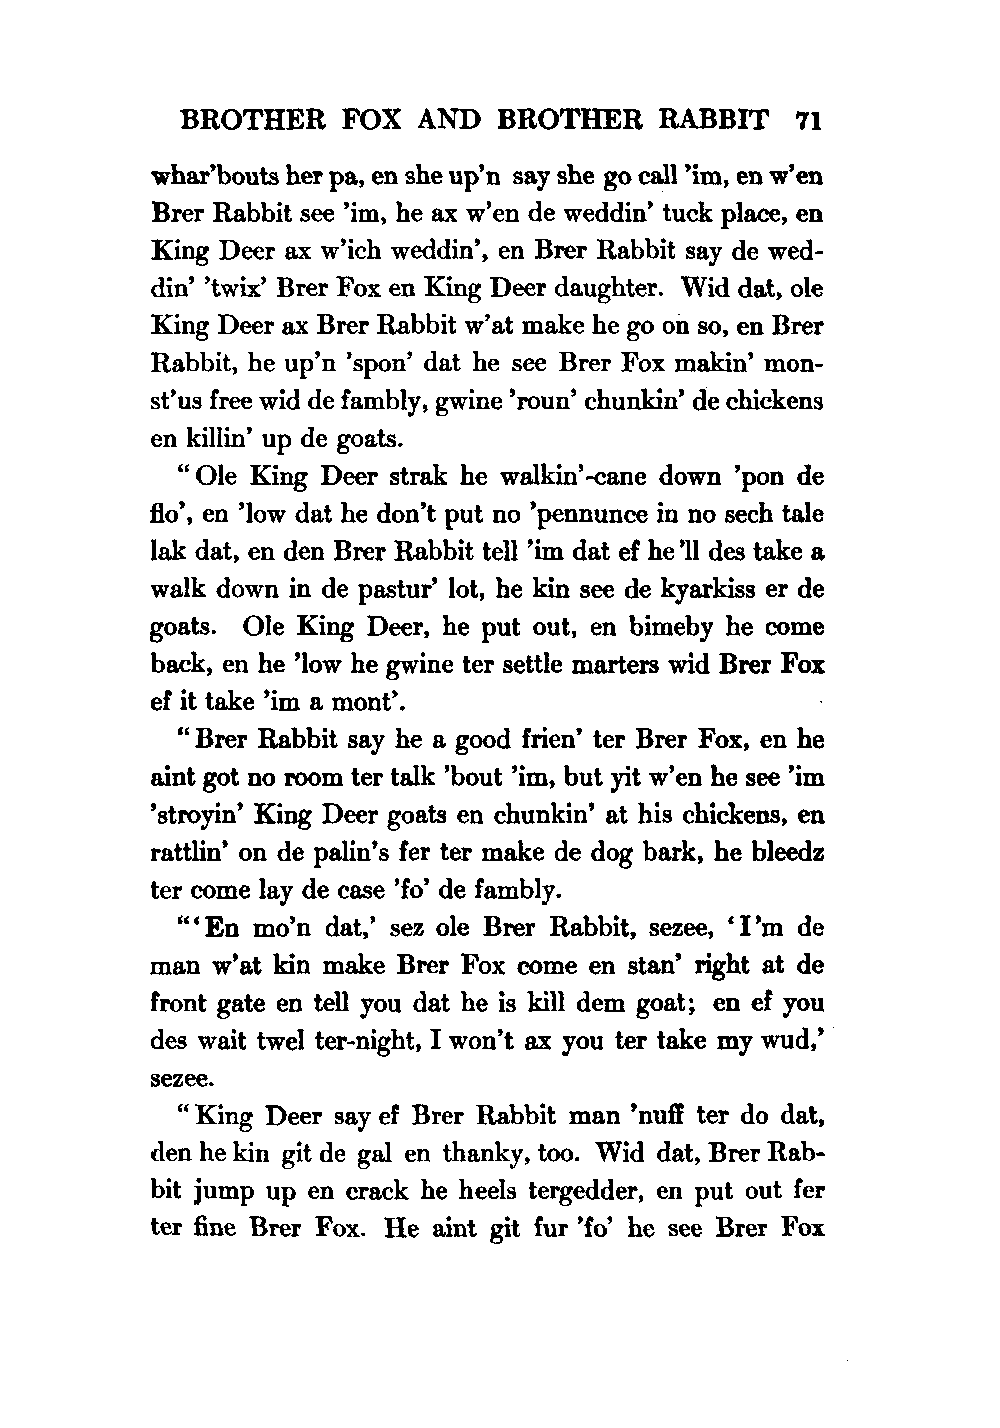 BROTHER FOX AND BROTHER RABBIT 71
whar'bouts her pa, en she up'n say she go call 'im, en w'en
Brer Rabbit see 'im, he ax w'en de weddin' tuck place, en
King Deer ax w'ich weddin', en Brer Rabbit say de wed-
din' 'twix' Brer Fox en King Deer daughter. Wid dat, ole
King Deer ax Brer Rabbit w'at make he go on so, en Brer
Rabbit, he up'n 'spon' dat he see Brer Fox makin' mon-
st'us free wid de fambly, gwine 'roun' chunkin' de chickens
en killin' up de goats.
"Ole King Deer strak he walkin'-cane down 'pon de
flo', en 'low dat he don't put no 'pennunce in no sech tale
lak dat, en den Brer Rabbit tell 'im dat ef he'll des take a
walk down in de pastur' lot, he kin see de kyarkiss er de
goats. Ole King Deer, he put out, en bimeby he come
back, en he 'low he gwine ter settle marters wid Brer Fox
ef it take 'im a mont'.
"Brer Rabbit say he a good frien' ter Brer Fox, en he
aint got no room ter talk 'bout 'im, but yit w'en he see 'im
'stroyin' King Deer goats en chunkin' at his chickens, en
rattlin' on de palin's fer ter make de dog bark, he bleedz
ter come lay de case 'fo' de fambly.
"'En mo'n dat,' sez ole Brer Rabbit, sezee, 'I'm de
man w'at kin make Brer Fox come en stan' right at de
front gate en tell you dat he is kill dem goat; en ef you
des wait twel ter-night, I won't ax you ter take my wud,'
sezee.
"King Deer say ef Brer Rabbit man 'nuff ter do dat,
den he kin git de gal en thanky, too. Wid dat, Brer Rab-
bit jump up en crack he heels tergedder, en put out fer
ter fine Brer Fox. He aint git fur 'fo' he see Brer Fox